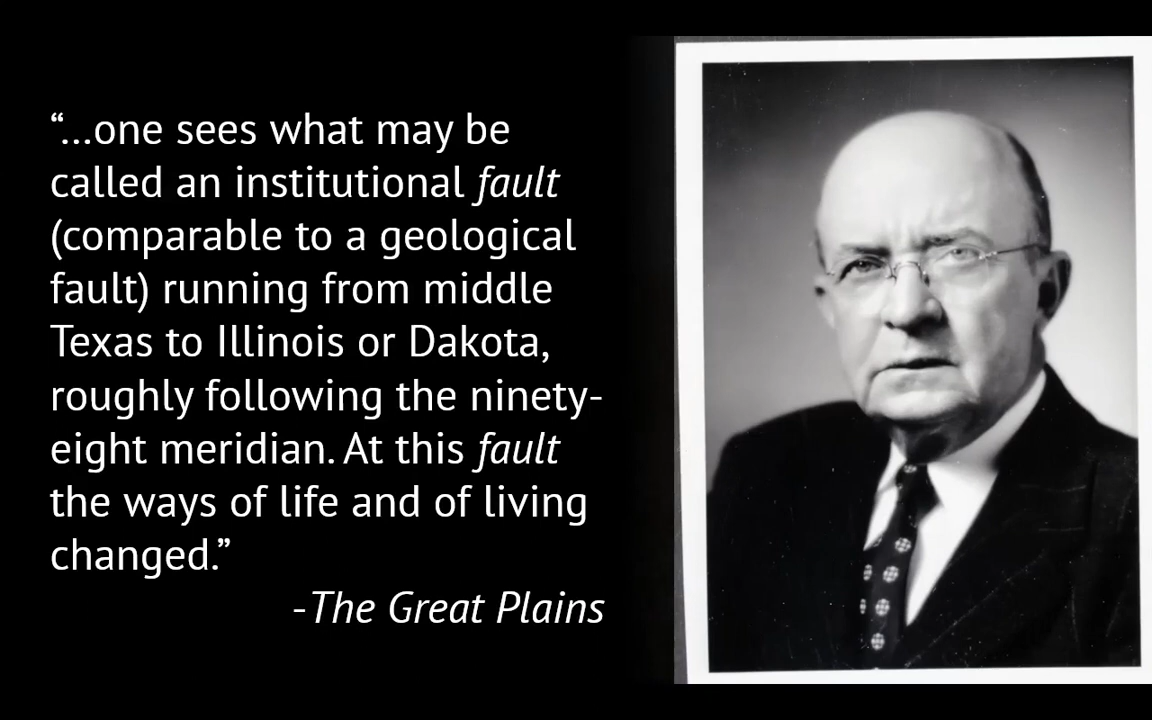 “…one sees what may be
called an institutional fault
(comparable to a geological
fault) running from middle
Texas to Illinois or Dakota,
roughly following the ninety-
eight meridian. At this fault
the ways of life and of living
changed.”
-The Great Plains